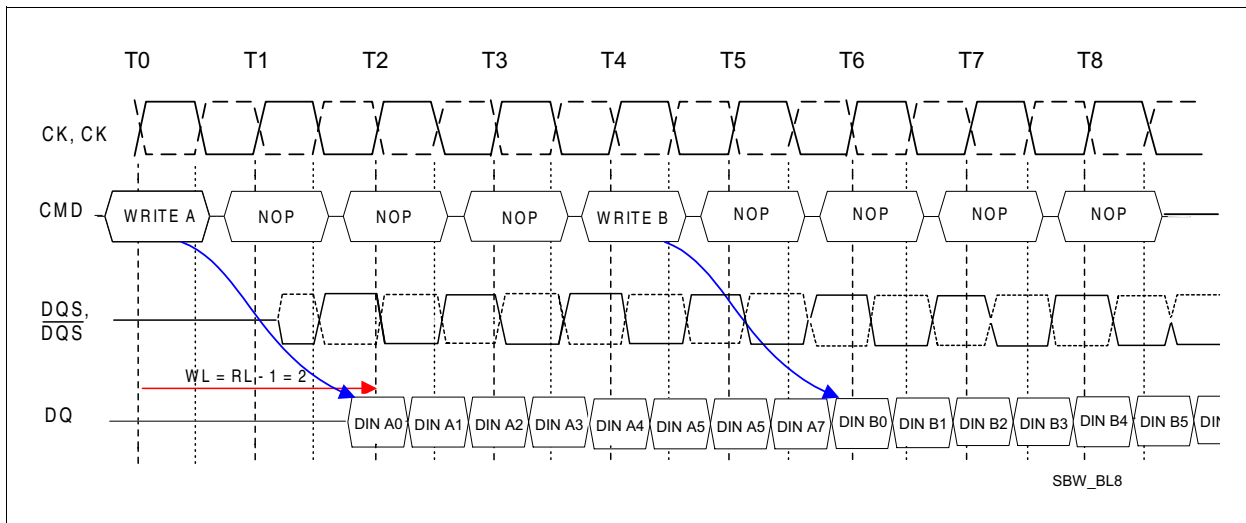 T0 T1 T2 T3 T4 T5 T6 T7 T8
CK, CK
CMD WRITE A NOP NOP NOP WRITE B NOP NOP NOP NOP
DQS,
DQS
WL = RL - 1 = 2
DQ DIN A0 DIN A1 DIN A2 DIN A3 DIN A4 DIN A5 DIN A5 DIN A7 DIN B0 DIN B1 DIN B2 DIN B3 DIN B4 DIN B5
SBW_BL8